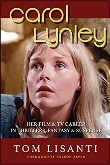 CAROL LYNLEY
HER FILM & TV CAREER
IN THRILLERS, FANTASY & SUSPENSE
TOM LISANTI